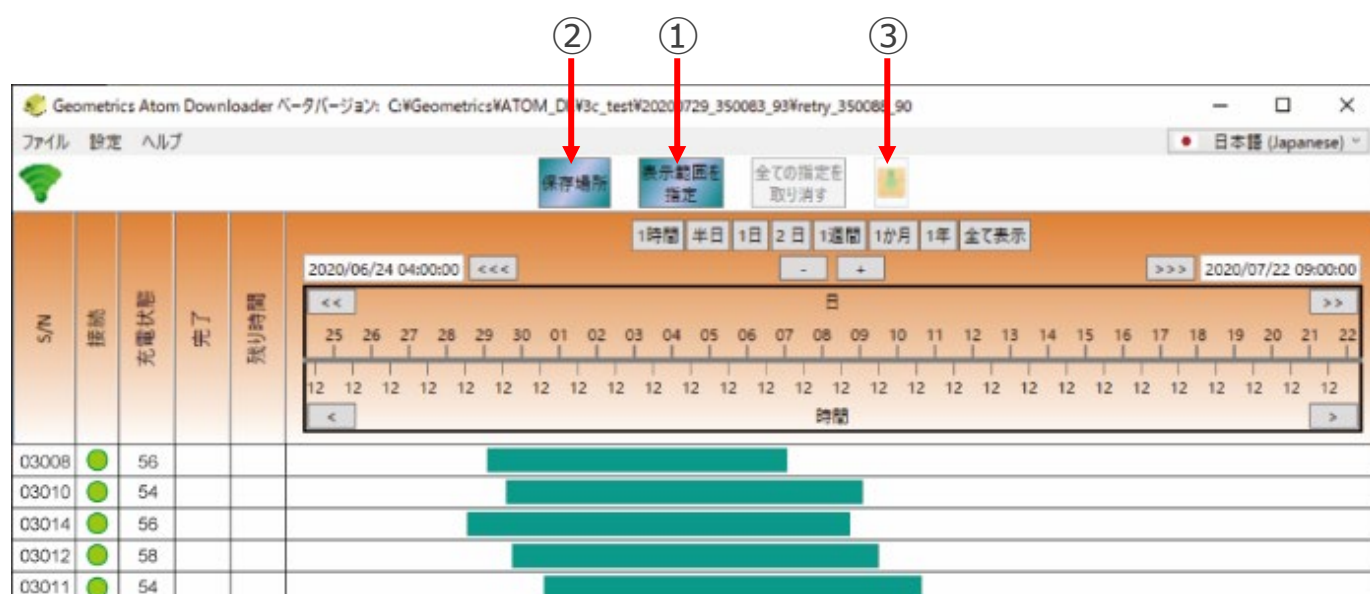 ② ① ③
Geometrics Atom Downloader ベータバージョン: C:¥Geometrics¥ATOM_D ¥3c_test¥20200729_350083_93¥retry_350088_90
ファイル 設定 ヘルプ
日本語 (Japanese)
保存場所
表示範囲を
指定
全ての指定を
取り消す
1時間 半日 1日 2 日 1週間 1か月 1年 全て表示
2020/06/24 04:00:00 <<< - + >>> 2020/07/22 09:00:00
S/N
接続
充電状態
完了
残り時間
<< 日 >>
25 26 27 28 29 30 01 02 03 04 05 06 07 08 09 10 11 12 13 14 15 16 17 18 19 20 21 22
12 12 12 12 12 12 12 12 12 12 12 12 12 12 12 12 12 12 12 12 12 12 12 12 12 12 12 12
< 時間 >
03008 56
03010 54
03014 56
03012 58
03011 54